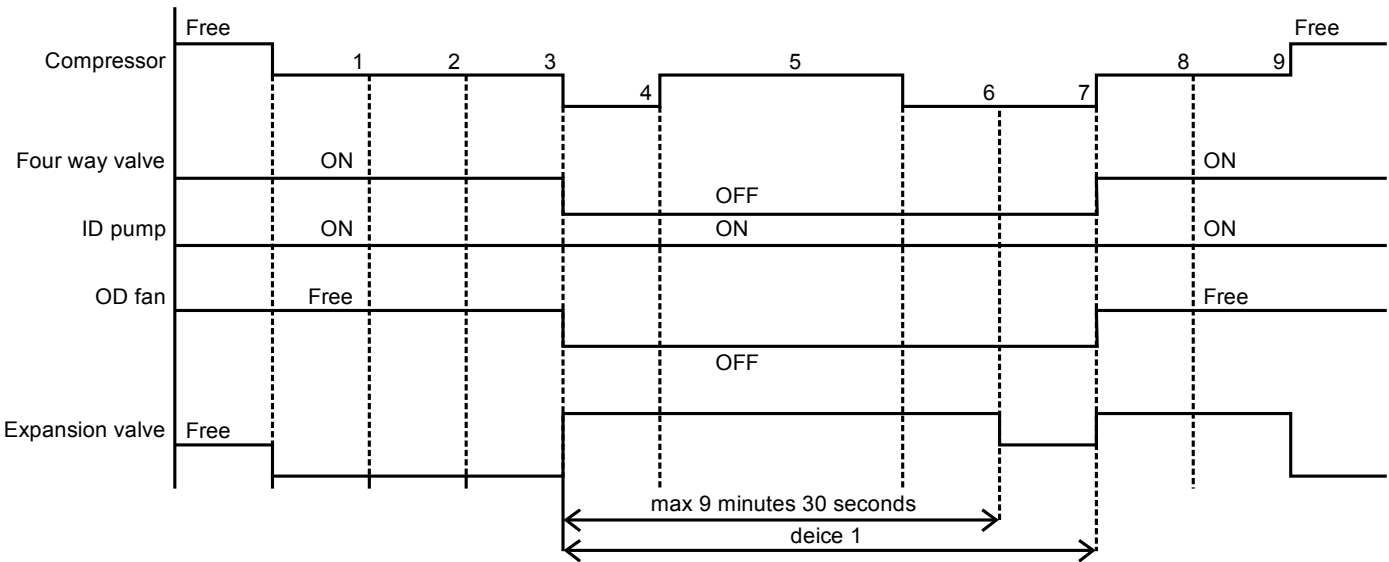 Free Free
Compressor 1 2 3 5 8 9
4 6 7
Four way valve ON ON
OFF
ID pump ON ON ON
OD fan Free Free
OFF
Expansion valve Free
max 9 minutes 30 seconds
deice 1